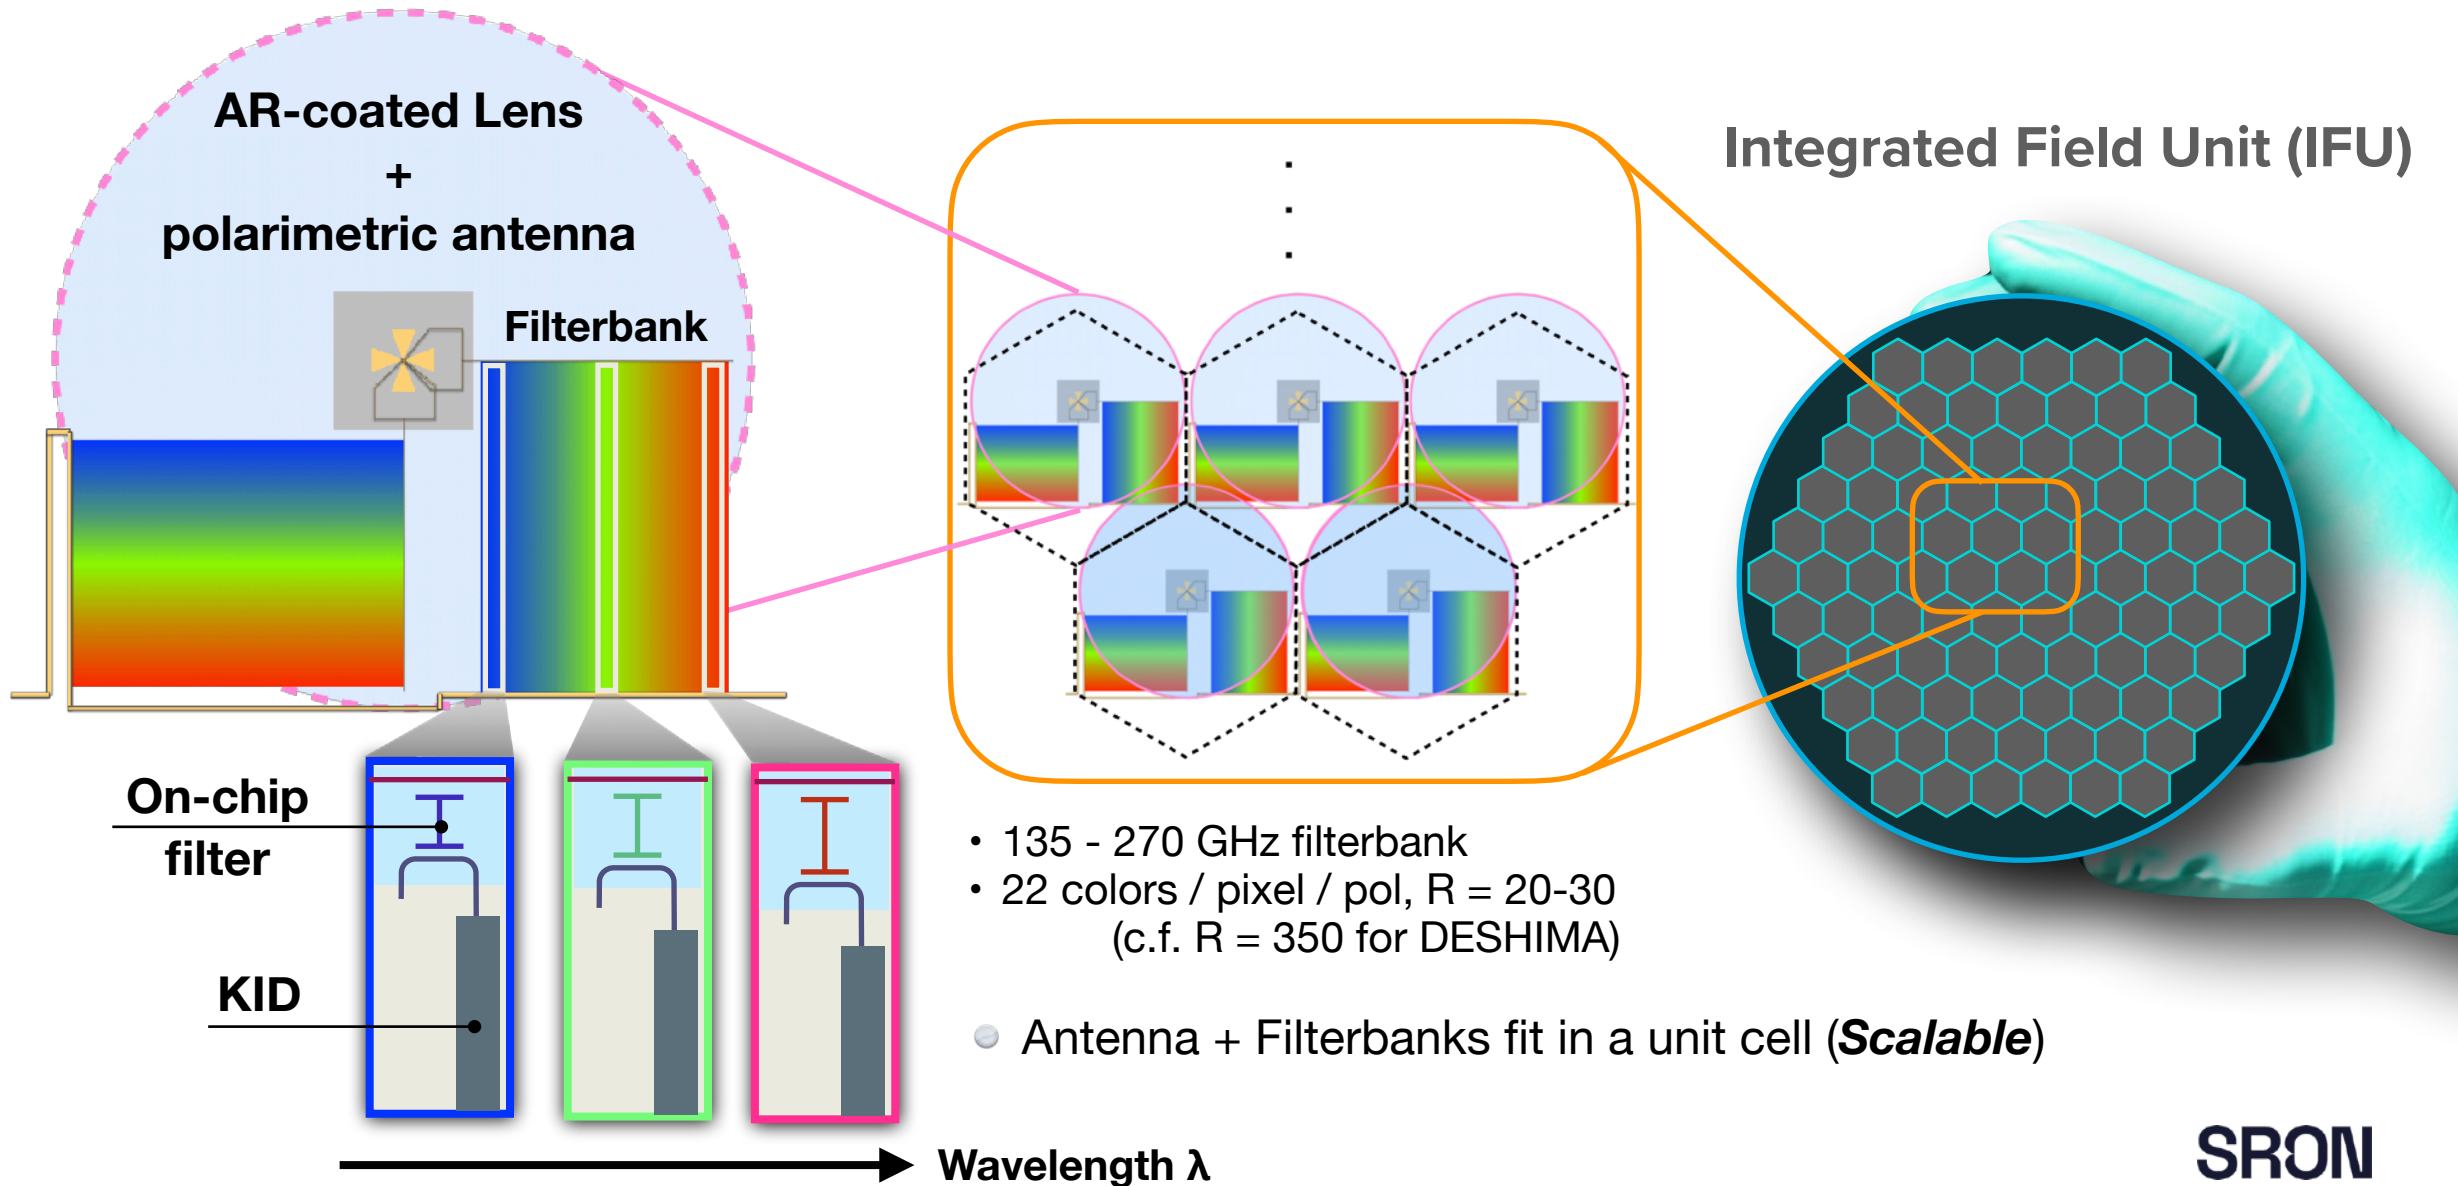 AR-coated Lens
+
polarimetric antenna
Filterbank
Integrated Field Unit (IFU)
On-chip
filter
KID
• 135 - 270 GHz filterbank
• 22 colors / pixel / pol, R = 20-30
(c.f. R = 350 for DESHIMA)
Antenna + Filterbanks fit in a unit cell (Scalable)
Wavelength λ
SRON